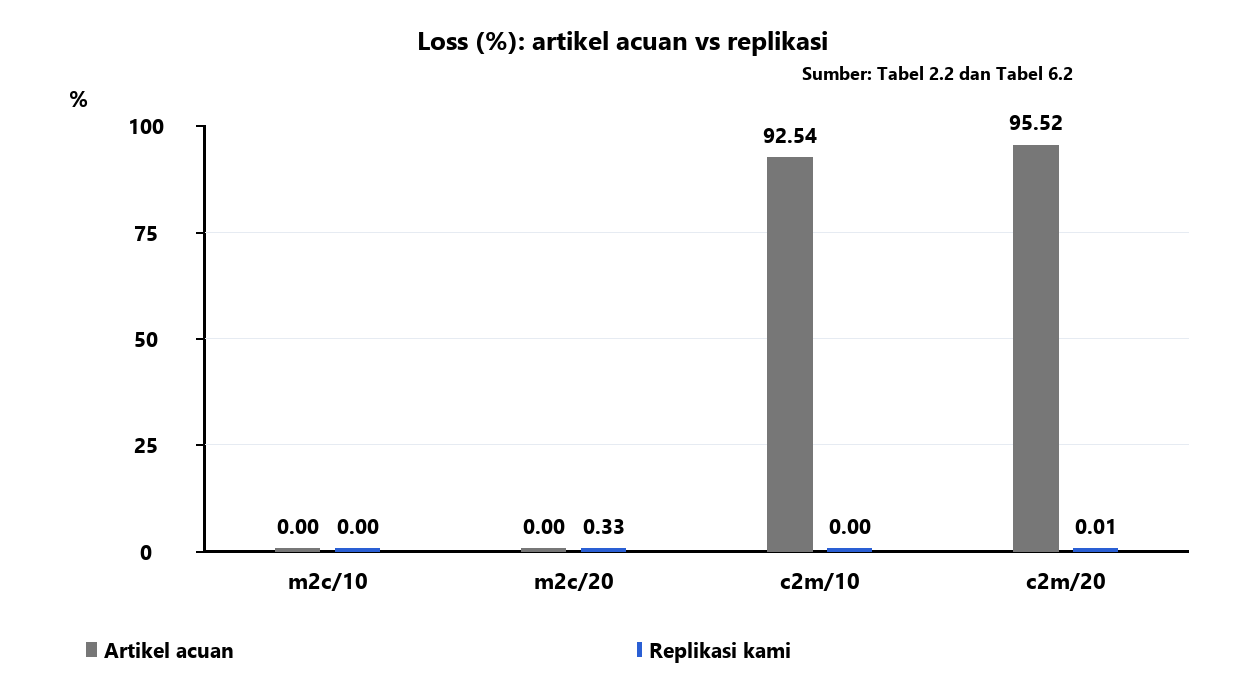 Loss (%): artikel acuan vs replikasi
Sumber: Tabel 2.2 dan Tabel 6.2
%
100
75
50
25
0
92.54
95.52
0.00 0.00
0.00 0.33
0.00
0.01
m2c/10 m2c/20 c2m/10 c2m/20
Artikel acuan
Replikasi kami